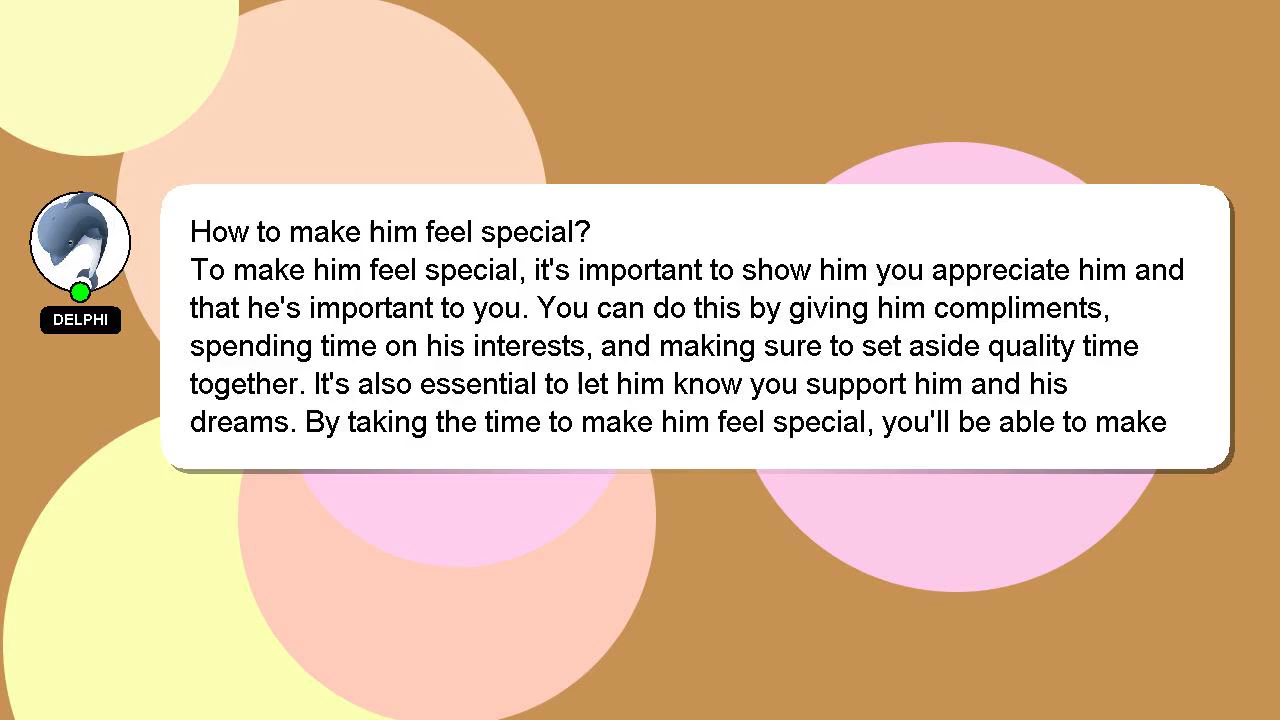 How to make him feel special?
To make him feel special, it's important to show him you appreciate him and
that he's important to you. You can do this by giving him compliments,
spending time on his interests, and making sure to set aside quality time
together. It's also essential to let him know you support him and his
dreams. By taking the time to make him feel special, you'll be able to make
DELPHI